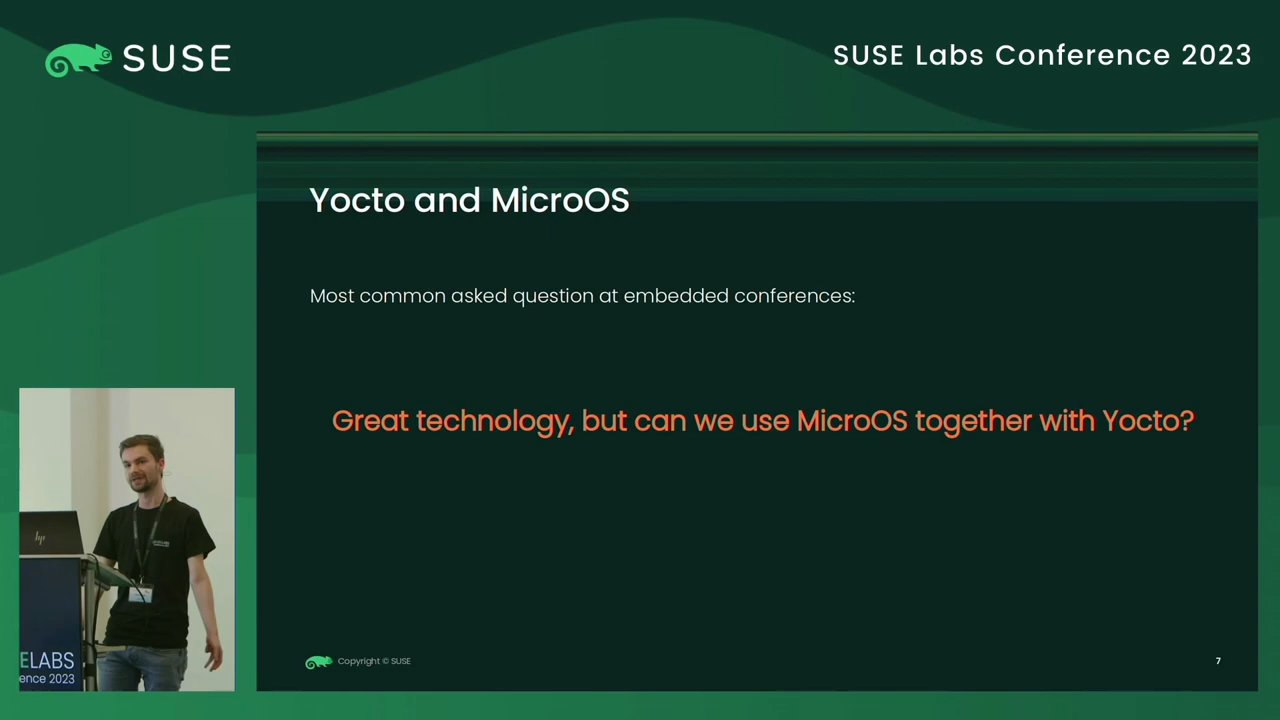 SUSE
SUSE Labs Conference 2023
Yocto and MicroOS
Most common asked question at embedded conferences:
Great technology, but can we use MicroOS together with Yocto?
hp
ELABS
ence 2023
Copyright © SUSE
7